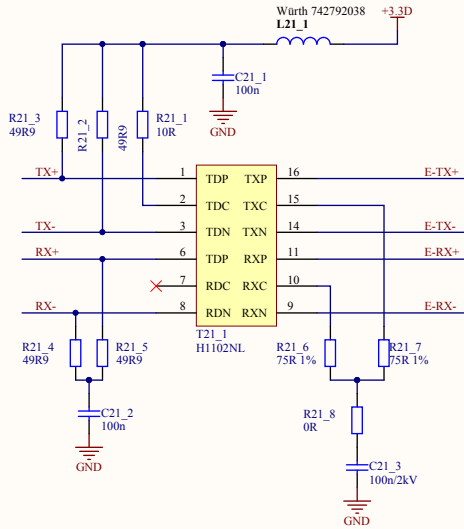 Würth 742792038
L21_1
+3.3D
C21_1
100n
GND
R21_3
49R9
R21_2
49R9
R21_1
10R
TX+
1
TDP
TXP
16
E-TX+
2
TDC
TXC
15
TX-
3
TDN
TXN
14
E-TX-
RX+
6
TDP
RXP
11
E-RX+
7
RDC
RXC
10
RX-
8
RDN
RXN
9
E-RX-
T21_1
H1102NL
R21_4
49R9
R21_5
49R9
R21_6
75R 1%
R21_7
75R 1%
C21_2
100n
GND
R21_8
0R
C21_3
100n/2kV
GND